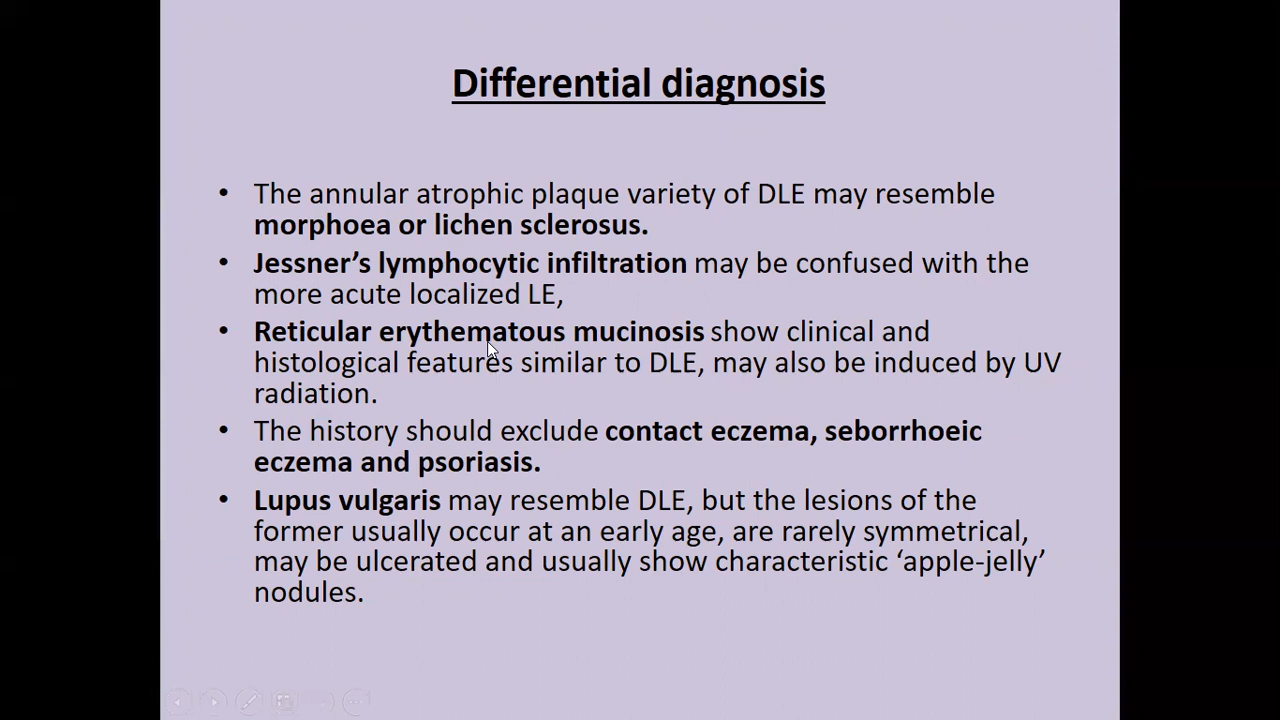 Differential diagnosis
• The annular atrophic plaque variety of DLE may resemble
morphoea or lichen sclerosus.
• Jessner’s lymphocytic infiltration may be confused with the
more acute localized LE,
• Reticular erythematous mucinosis show clinical and
histological features similar to DLE, may also be induced by UV
radiation.
• The history should exclude contact eczema, seborrhoeic
eczema and psoriasis.
• Lupus vulgaris may resemble DLE, but the lesions of the
former usually occur at an early age, are rarely symmetrical,
may be ulcerated and usually show characteristic ‘apple-jelly’
nodules.